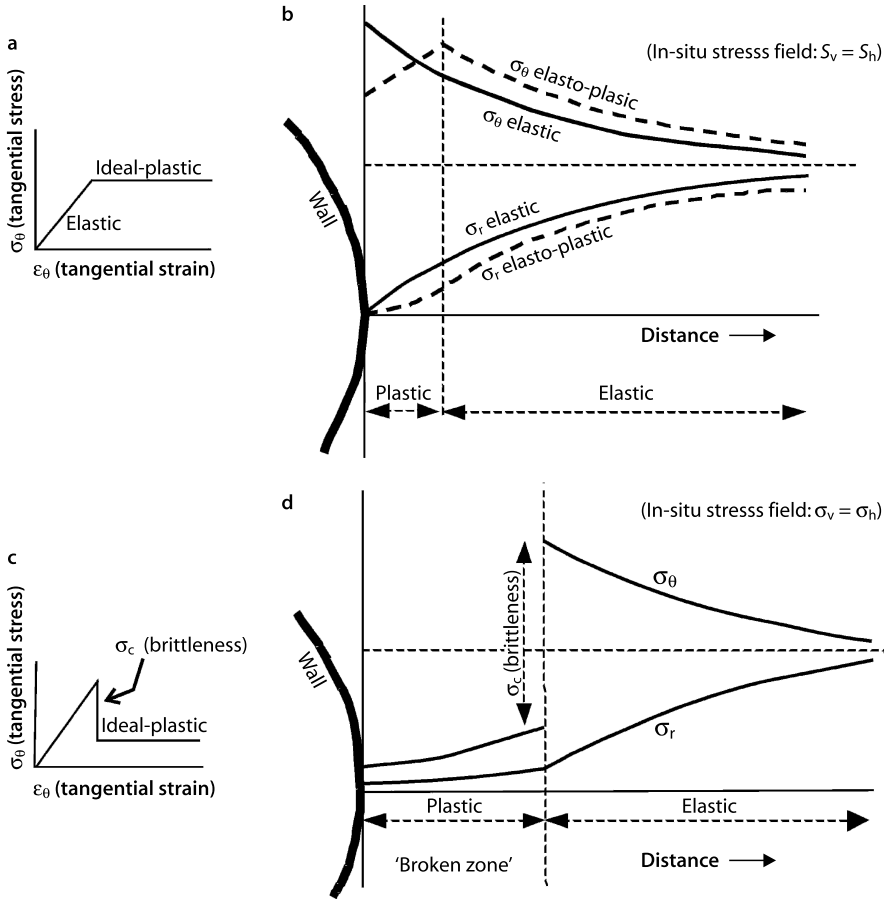 a
σθ (tangential stress)
Ideal-plastic
Elastic
εθ (tangential strain)
b
(In-situ stresss field: Sv = Sh)
σθ elasto-plasic
σθ elastic
Wall
σr elastic
σr elasto-plastic
Distance
Plastic
Elastic
c
σθ (tangential stress)
σc (brittleness)
Ideal-plastic
εθ (tangential strain)
d
(In-situ stresss field: σv = σh)
σθ
Wall
σc (brittleness)
σr
Plastic
Elastic
'Broken zone'
Distance